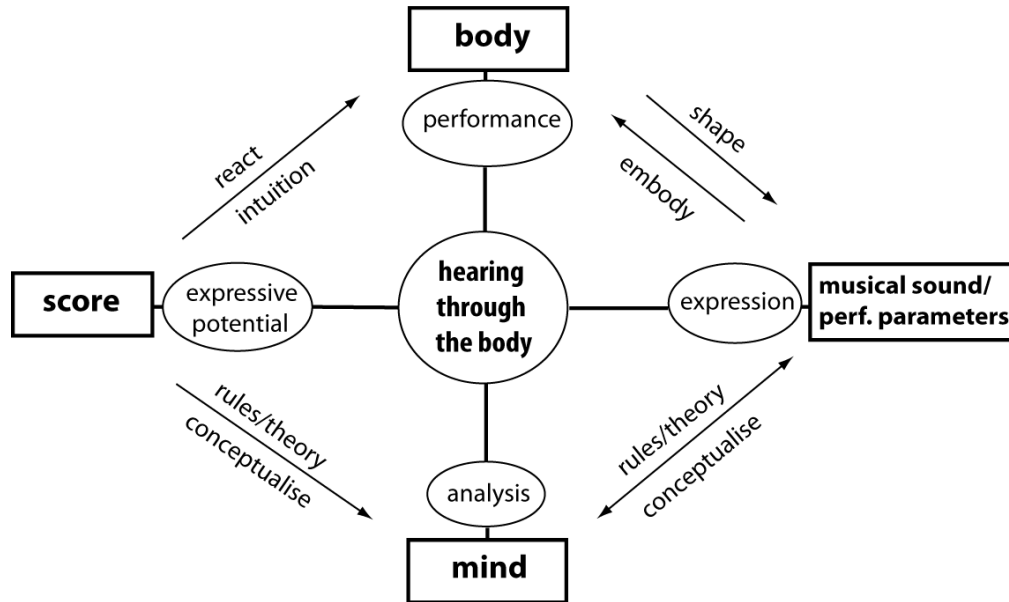 body
performance
react
intuition
shape
embody
score
expressive
potential
hearing
through
the body
expression
musical sound/
perf. parameters
rules/theory
conceptualise
rules/theory
conceptualise
analysis
mind